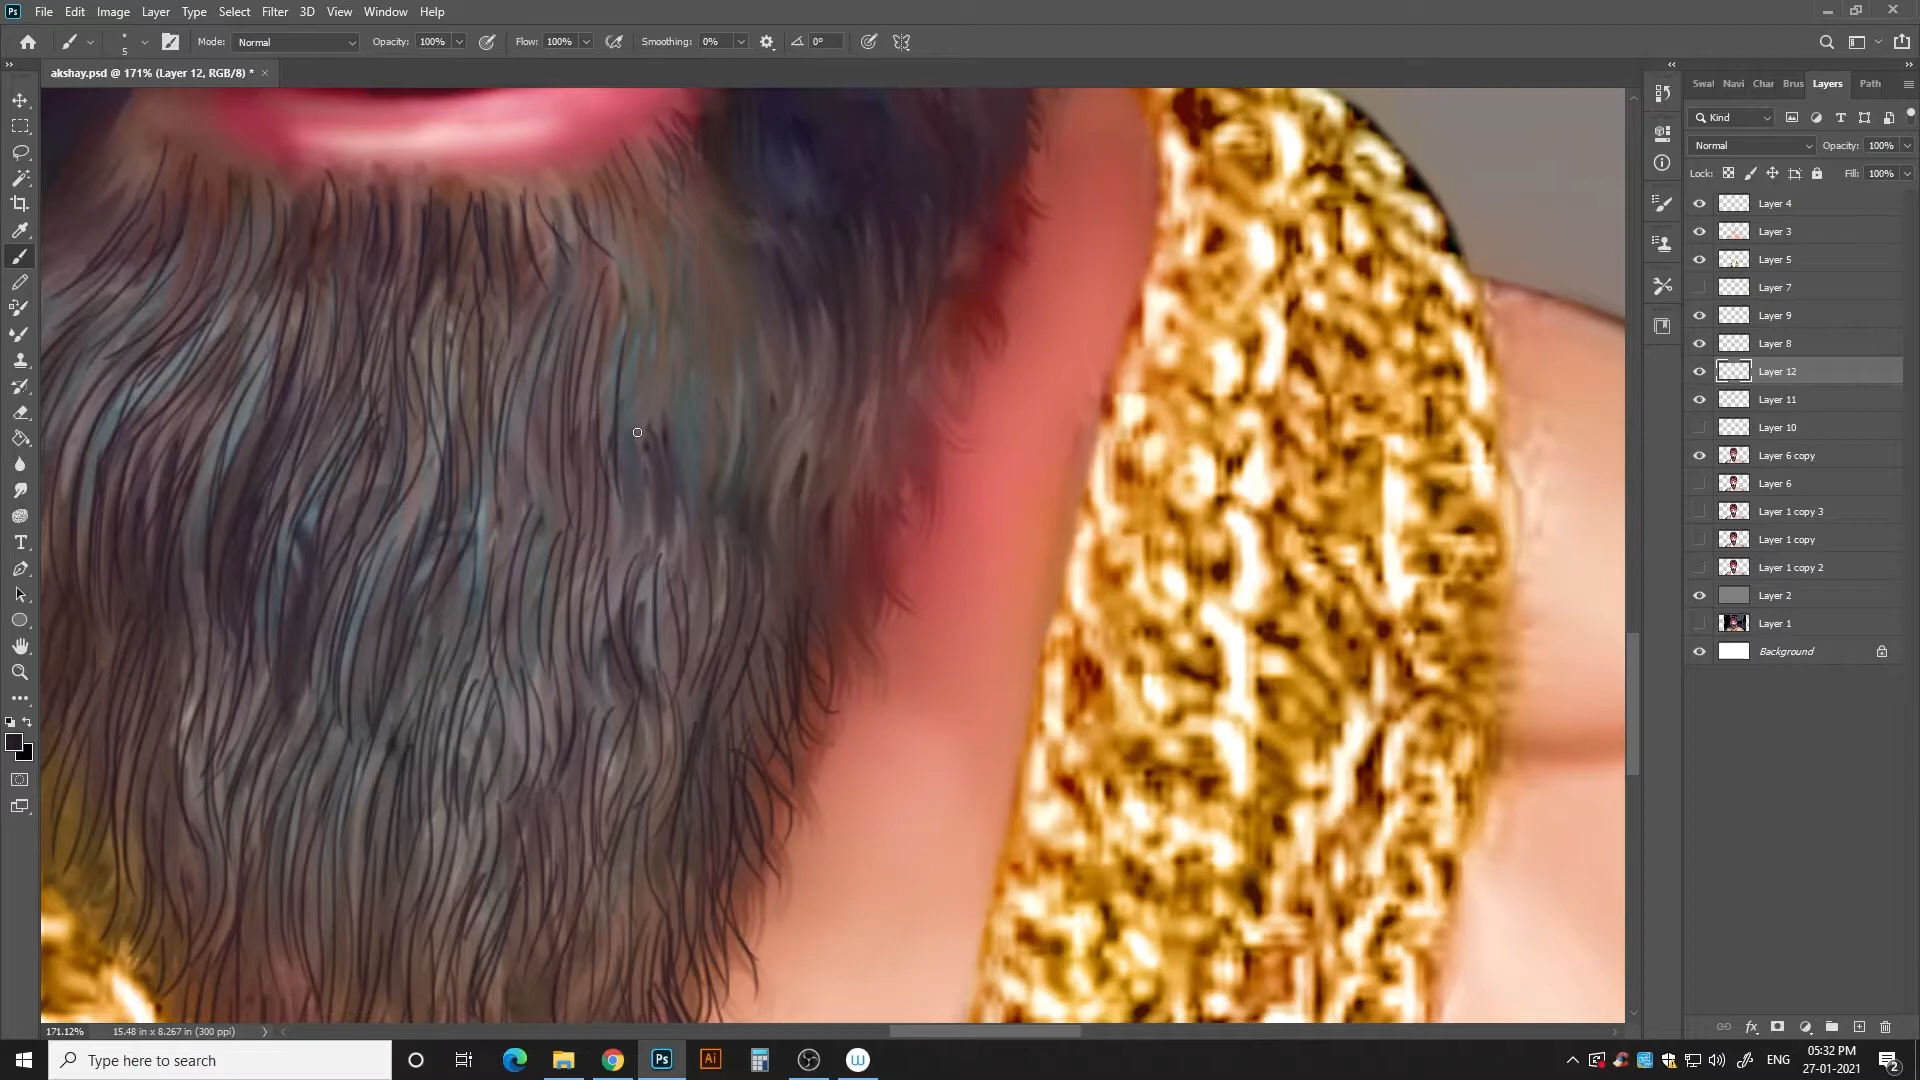 Ps File Edit Image Layer Type Select Filter 3D View Window Help
5 Mode: Normal Opacity: 100% Flow: 100% Smoothing: 0% 0°
akshay.psd @ 171% (Layer 12, RGB/8) * ×
Swat Navi Char Brus Layers Path
Kind
Normal Opacity: 100%
Lock: Fill: 100%
Layer 4
Layer 3
Layer 5
Layer 7
Layer 9
Layer 8
Layer 12
Layer 11
Layer 10
Layer 6 copy
Layer 6
Layer 1 copy 3
Layer 1 copy
Layer 1 copy 2
Layer 2
Layer 1
Background
171.12% 15.48 in x 8.267 in (300 ppi)
Type here to search
Ps Ai W
ENG
05:32 PM
27-01-2021
2